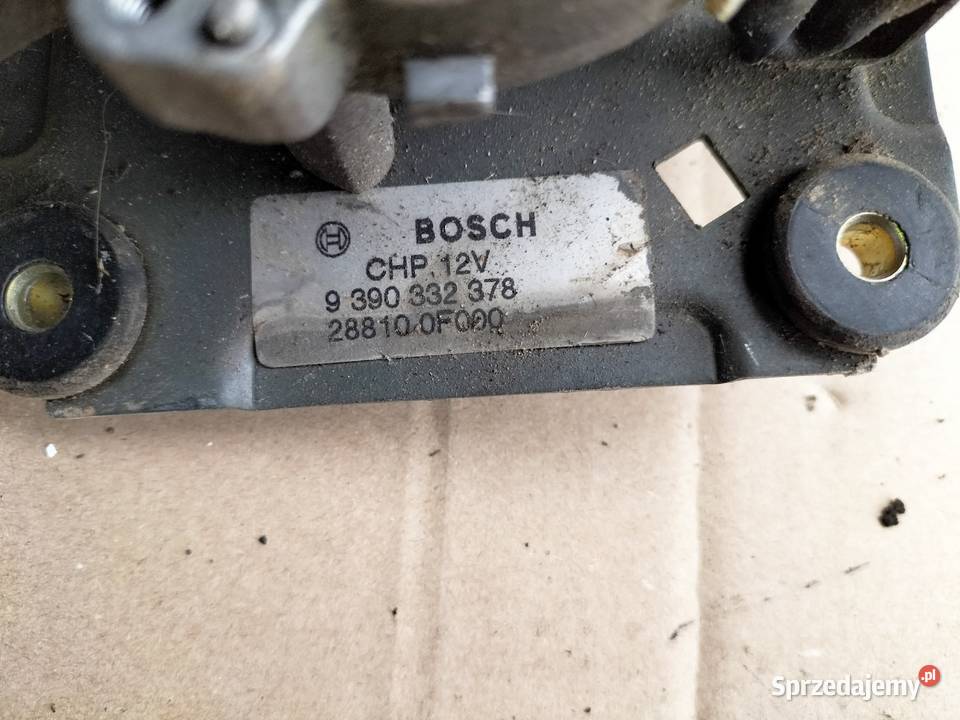 BOSCH
CHP 12V
9 390 332 378
28810 0F000
Sprzedajemy.pl